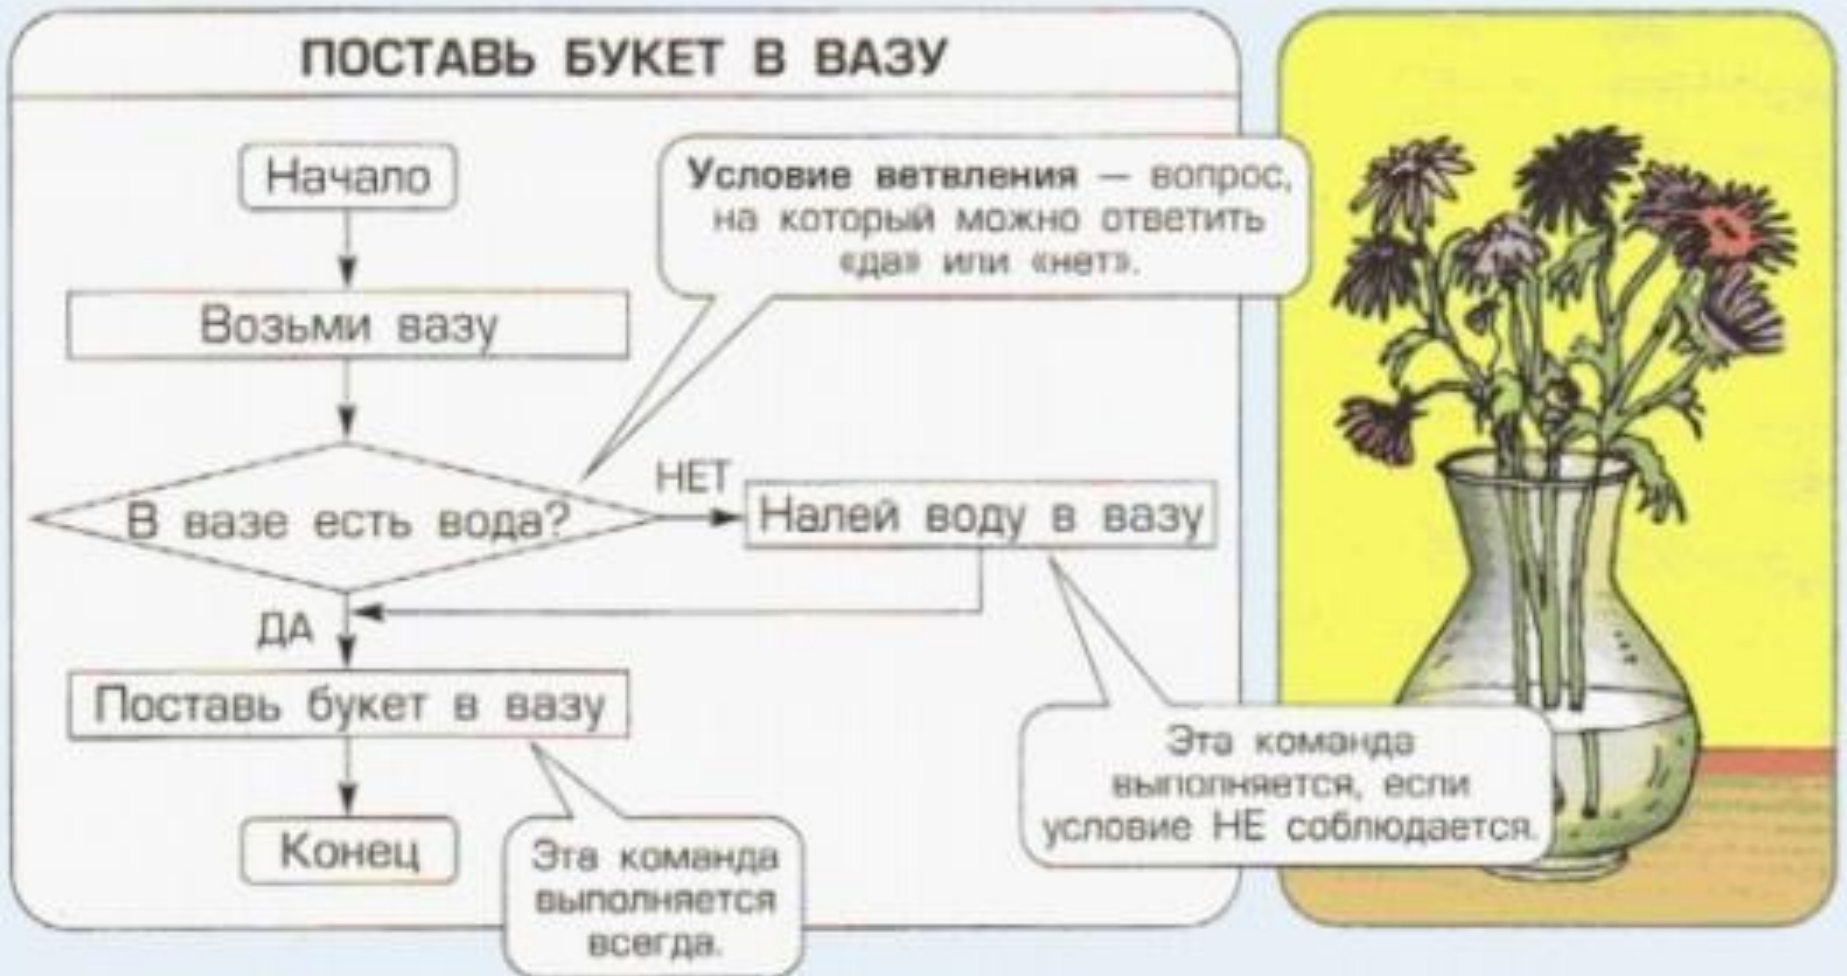 ПОСТАВЬ БУКЕТ В ВАЗУ
Начало
Условие ветвления — вопрос,
на который можно ответить
«да» или «нет».
Возьми вазу
В вазе есть вода?
НЕТ
Налей воду в вазу
ДА
Поставь букет в вазу
Эта команда
выполняется, если
условие НЕ соблюдается.
Конец
Эта команда
выполняется
всегда.